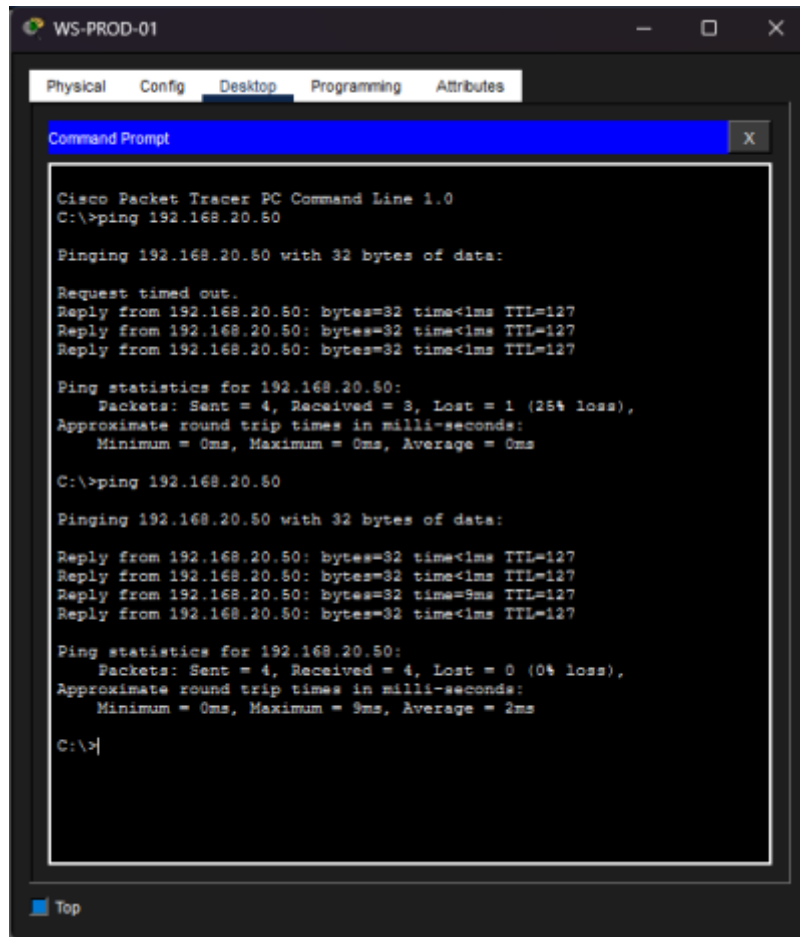 WS-PROD-01
Physical Config Desktop Programming Attributes
Command Prompt X
Cisco Packet Tracer PC Command Line 1.0
C:\>ping 192.168.20.50
Pinging 192.168.20.50 with 32 bytes of data:
Request timed out.
Reply from 192.168.20.50: bytes=32 time<1ms TTL=127
Reply from 192.168.20.50: bytes=32 time<1ms TTL=127
Reply from 192.168.20.50: bytes=32 time<1ms TTL=127
Ping statistics for 192.168.20.50:
Packets: Sent = 4, Received = 3, Lost = 1 (25% loss),
Approximate round trip times in milli-seconds:
Minimum = 0ms, Maximum = 0ms, Average = 0ms
C:\>ping 192.168.20.50
Pinging 192.168.20.50 with 32 bytes of data:
Reply from 192.168.20.50: bytes=32 time<1ms TTL=127
Reply from 192.168.20.50: bytes=32 time<1ms TTL=127
Reply from 192.168.20.50: bytes=32 time=9ms TTL=127
Reply from 192.168.20.50: bytes=32 time<1ms TTL=127
Ping statistics for 192.168.20.50:
Packets: Sent = 4, Received = 4, Lost = 0 (0% loss),
Approximate round trip times in milli-seconds:
Minimum = 0ms, Maximum = 9ms, Average = 2ms
C:\>
Top